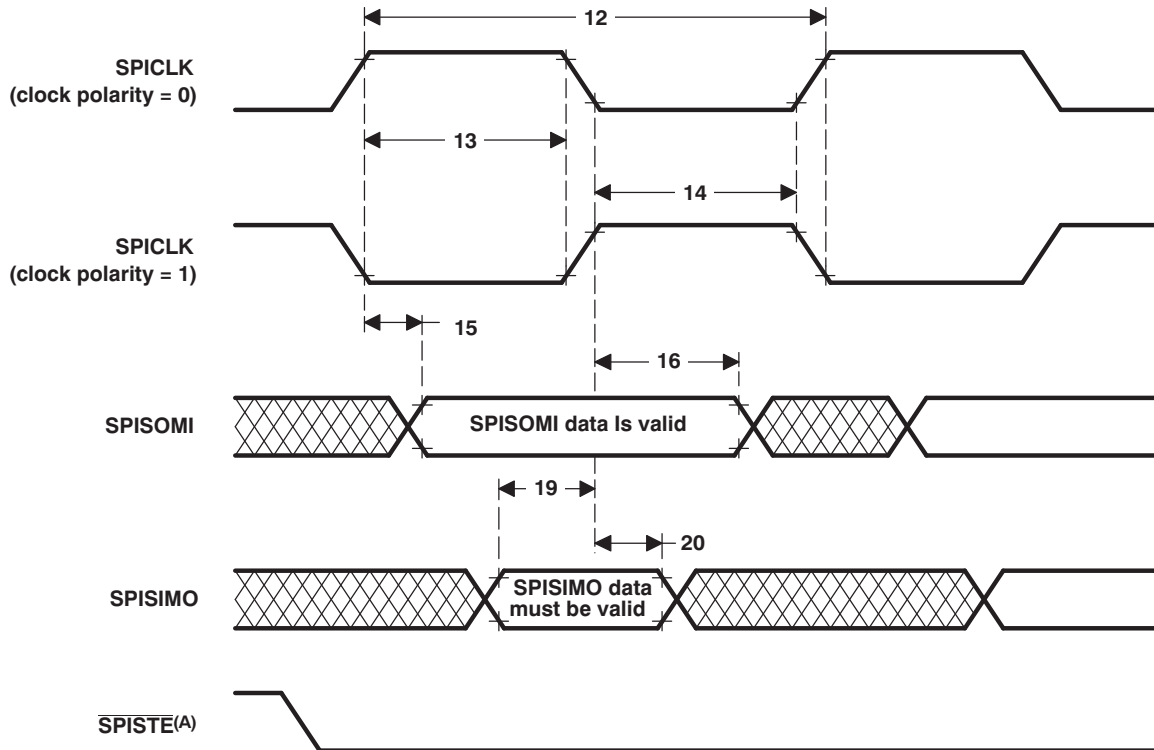 12
SPICLK
(clock polarity = 0)
13
14
SPICLK
(clock polarity = 1)
15
16
SPISOMI
SPISOMI data Is valid
19
20
SPISIMO
SPISIMO data
must be valid
SPISTE(A)